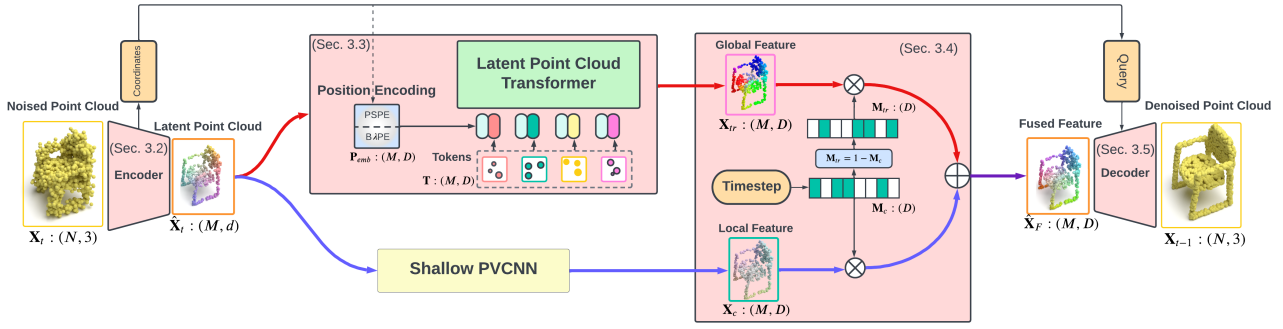 Noised Point Cloud
X_t : (N, 3)
Coordinates
(Sec. 3.2)
Encoder
Latent Point Cloud
X̂_t : (M, d)
(Sec. 3.3)
Position Encoding
PSPE
BλPE
P_emb : (M, D)
Latent Point Cloud
Transformer
Tokens
T : (M, D)
Shallow PVCNN
(Sec. 3.4)
Global Feature
X_tr : (M, D)
M_tr : (D)
M_tr = 1 − M_c
Timestep
M_c : (D)
Local Feature
X_c : (M, D)
Fused Feature
X̂_F : (M, D)
Query
(Sec. 3.5)
Decoder
Denoised Point Cloud
X_t−1 : (N, 3)